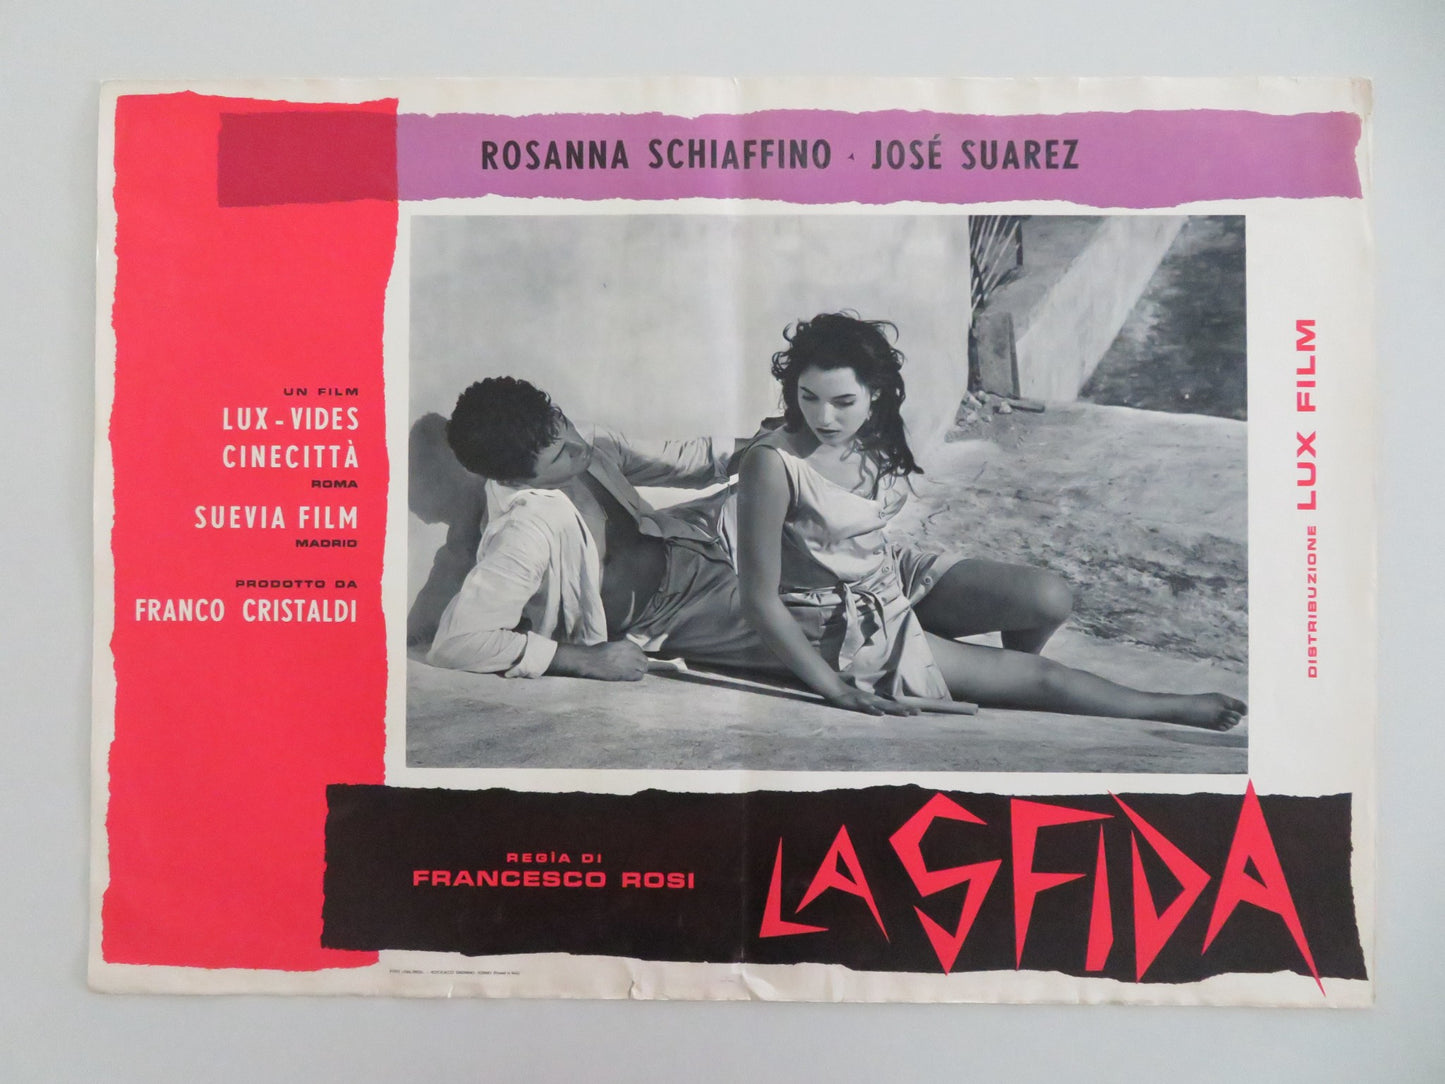 ROSANNA SCHIAFFINO · JOSÉ SUAREZ
UN FILM
LUX-VIDES
CINECITTÀ
ROMA
SUEVIA FILM
MADRID
PRODOTTO DA
FRANCO CRISTALDI
DISTRIBUZIONE LUX FILM
REGÌA DI
FRANCESCO ROSI
LA SFIDA